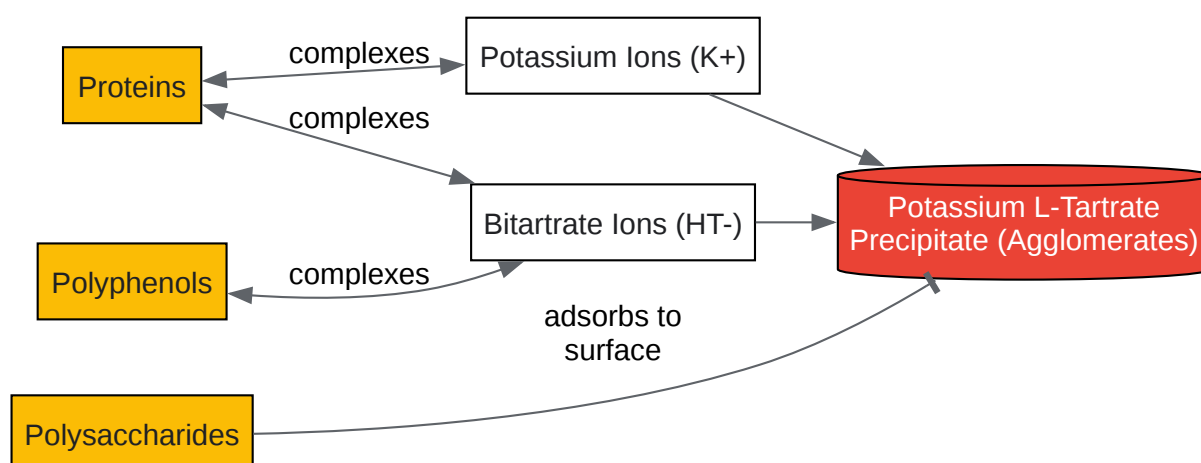 complexes
Potassium Ions (K+)
Proteins
complexes
Potassium L-Tartrate
Precipitate (Agglomerates)
Bitartrate Ions (HT-)
Polyphenols
complexes
adsorbs to
surface
Polysaccharides